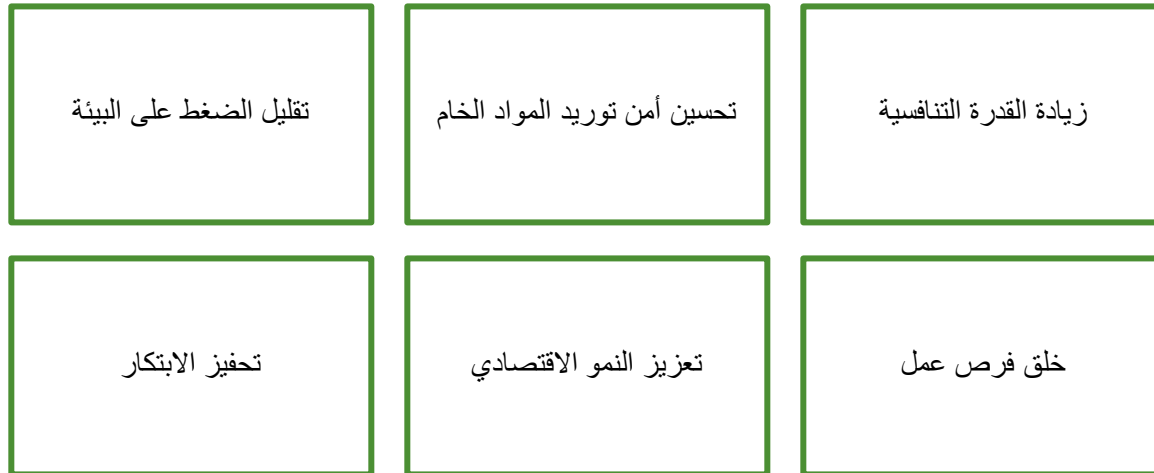 زيادة القدرة التنافسية
تحسين أمن توريد المواد الخام
تقليل الضغط على البيئة
خلق فرص عمل
تعزيز النمو الاقتصادي
تحفيز الابتكار